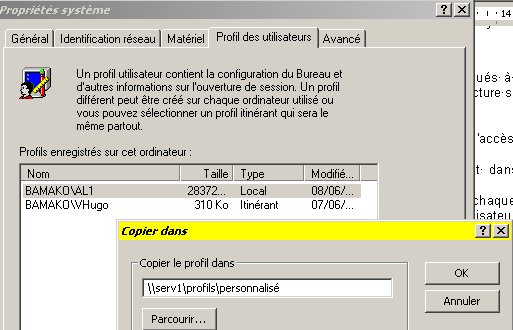 Propriétés système
Général
Identification réseau
Matériel
Profil des utilisateurs
Avancé
Un profil utilisateur contient la configuration du Bureau et
d'autres informations sur l'ouverture de session. Un profil
différent peut être créé sur chaque ordinateur utilisé ou
vous pouvez sélectionner un profil itinérant qui sera le
même partout.
Profils enregistrés sur cet ordinateur :
Nom Taille Type Modifié...
BAMAKO\AL1 28372... Local 08/06/...
BAMAKO\VHugo 310 Ko Itinérant 07/06/...
Copier dans
Copier le profil dans
\\serv1\profils\personnalisé
Parcourir...
OK
Annuler
14
ués à
cture s
'accès
t dans
chaque
isateu